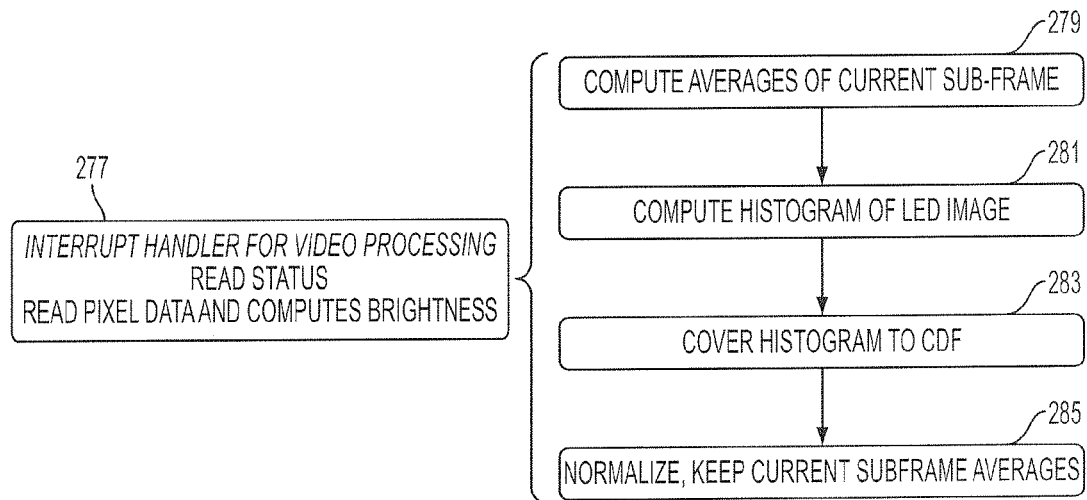 277
INTERRUPT HANDLER FOR VIDEO PROCESSING
READ STATUS
READ PIXEL DATA AND COMPUTES BRIGHTNESS
279
COMPUTE AVERAGES OF CURRENT SUB-FRAME
281
COMPUTE HISTOGRAM OF LED IMAGE
283
COVER HISTOGRAM TO CDF
285
NORMALIZE, KEEP CURRENT SUBFRAME AVERAGES